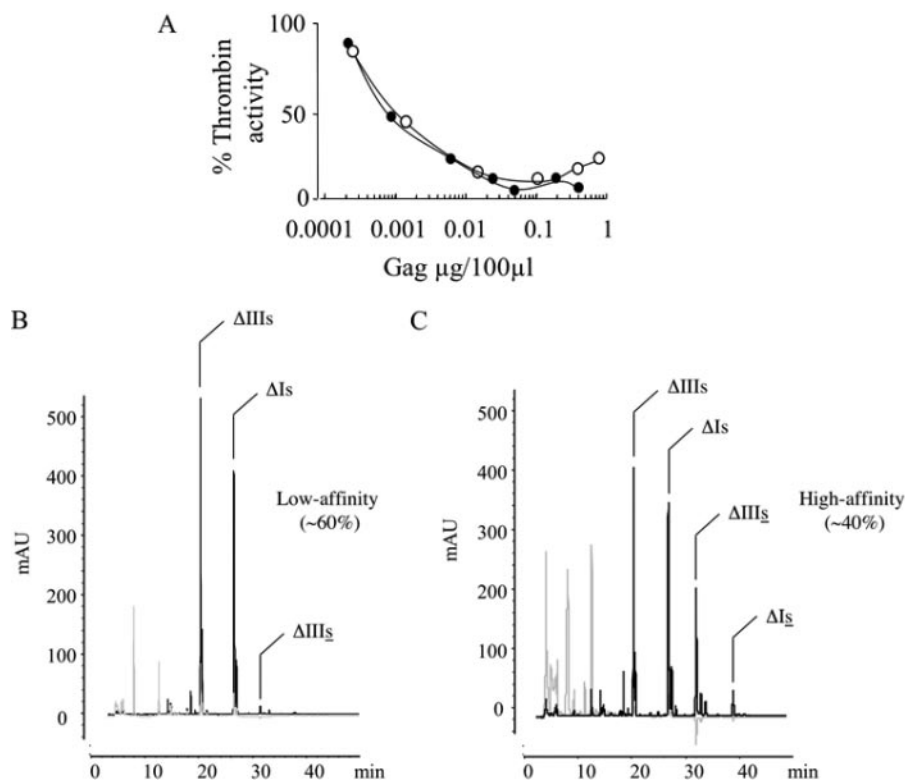 A
% Thrombin
activity
100
50
0
0.0001 0.001 0.01 0.1 1
Gag µg/100µl
B
ΔIIIs
ΔIs
Low-affinity
(~60%)
ΔIIIs
mAU
500
400
300
200
100
0
0 10 20 30 40 min
C
ΔIIIs
ΔIs
ΔIIIs
High-affinity
(~40%)
ΔIs
mAU
500
400
300
200
100
0
0 10 20 30 40 min